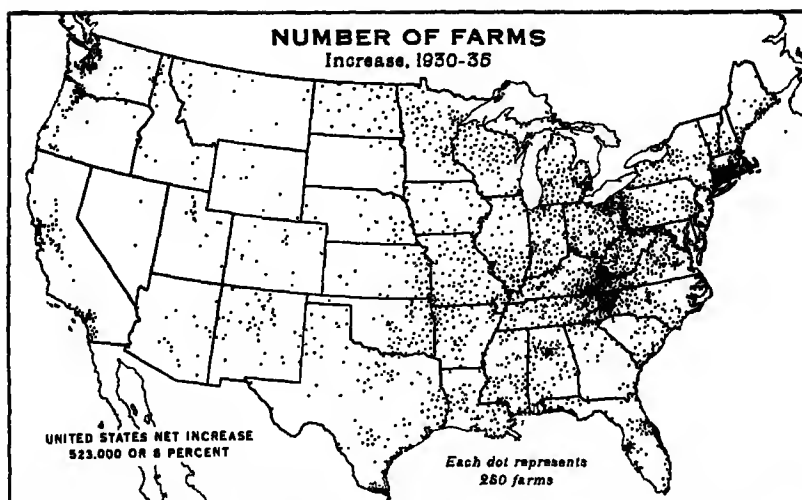 NUMBER OF FARMS
Increase, 1930-35
UNITED STATES NET INCREASE
523.000 OR 8 PERCENT
Each dot represents
250 farms